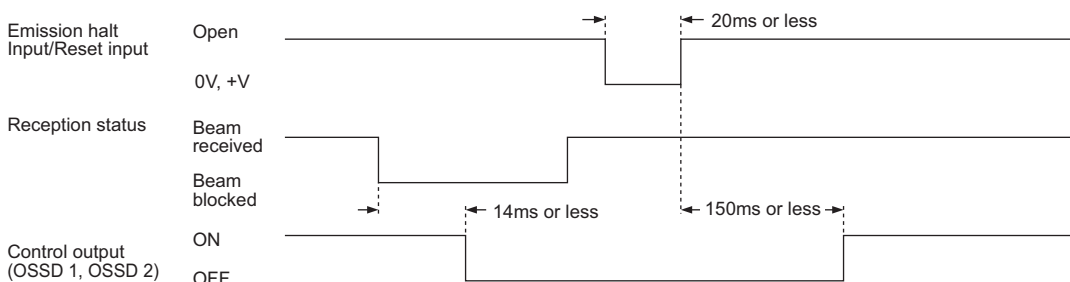 20ms or less
Emission halt
Input/Reset input
Open
0V, +V
Reception status
Beam
received
Beam
blocked
14ms or less
150ms or less
Control output
(OSSD 1, OSSD 2)
ON
OFF